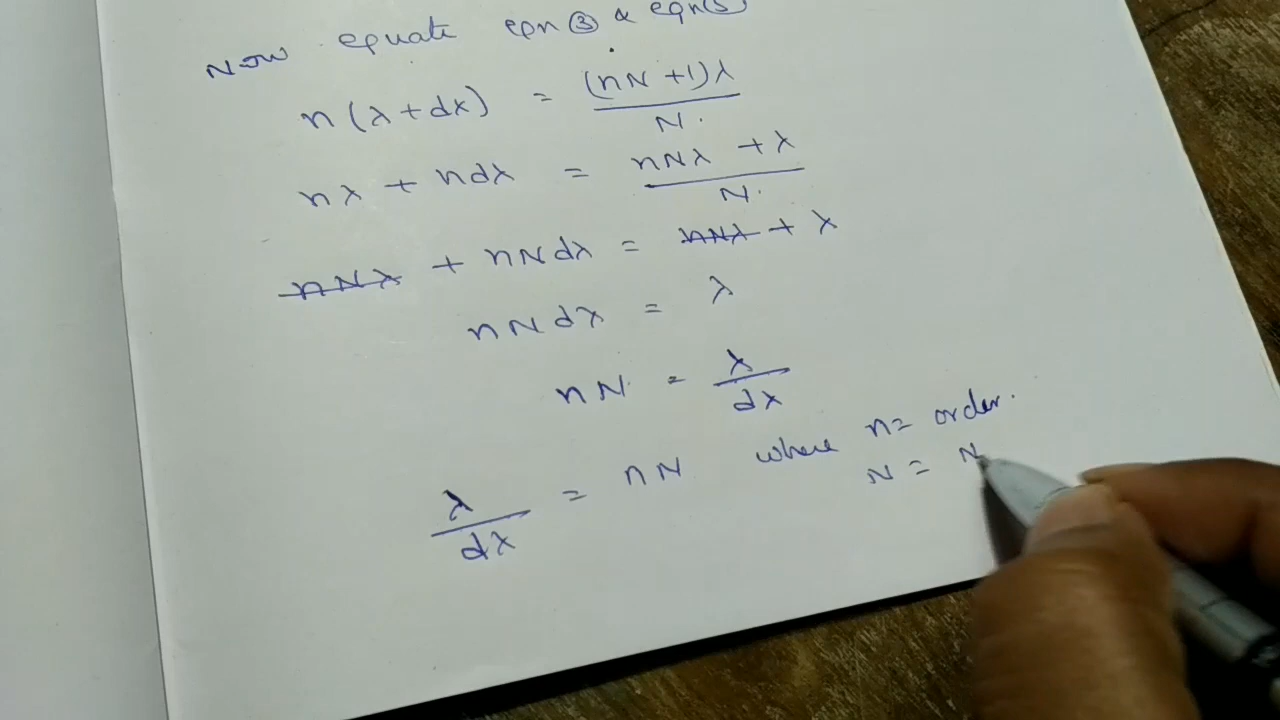 Now equate eqn ③ & eqn ⑤
n(λ+dλ) = (nN+1)λ / N.
nλ + ndλ = nNλ + λ / N.
nNλ + nNdλ = nNλ + λ
nNdλ = λ
nN = λ / dλ
λ / dλ = nN where n= order.
N = N